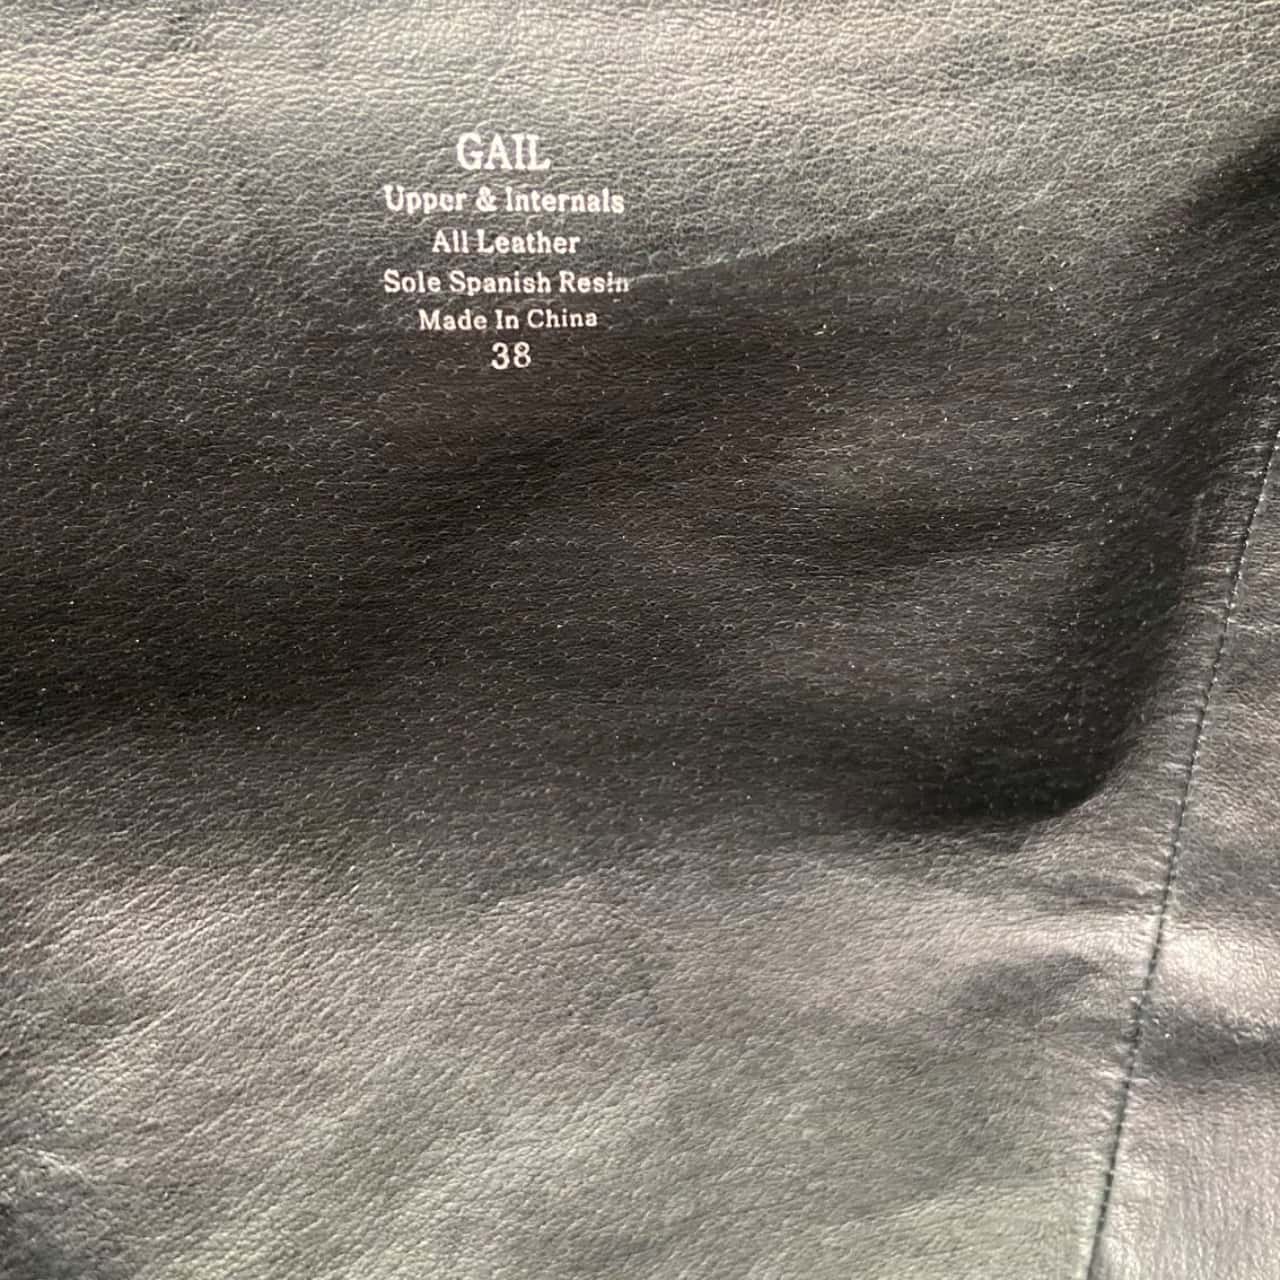 GAIL
Upper & Internals
All Leather
Sole Spanish Resin
Made In China
38